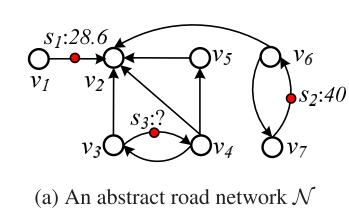 s1:28.6
v1 v2 v5 v6
s3:? s2:40
v3 v4 v7
(a) An abstract road network N